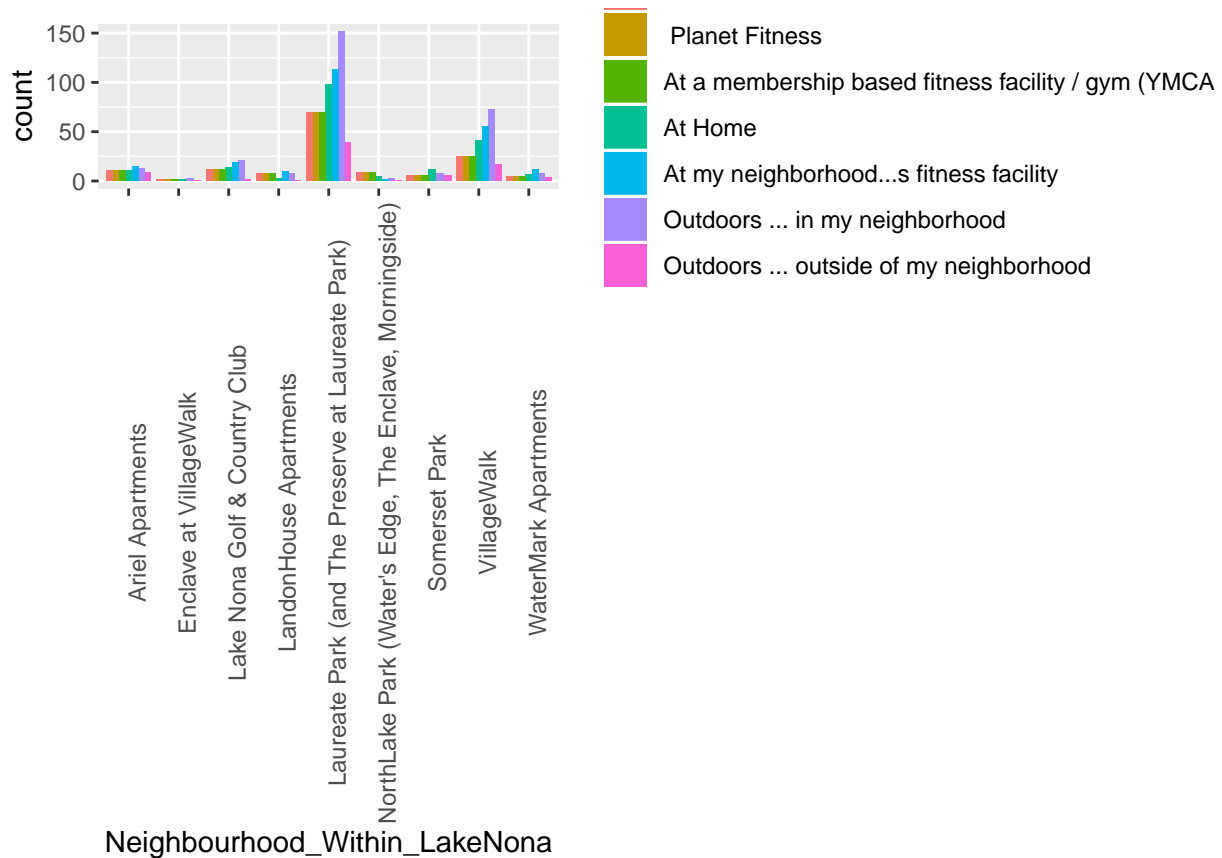 150
100
50
0
count
Ariel Apartments
Enclave at VillageWalk
Lake Nona Golf & Country Club
LandonHouse Apartments
Laureate Park (and The Preserve at Laureate Park)
NorthLake Park (Water's Edge, The Enclave, Morningside)
Somerset Park
VillageWalk
WaterMark Apartments
Neighbourhood_Within_LakeNona
Planet Fitness
At a membership based fitness facility / gym (YMCA
At Home
At my neighborhood...s fitness facility
Outdoors ... in my neighborhood
Outdoors ... outside of my neighborhood